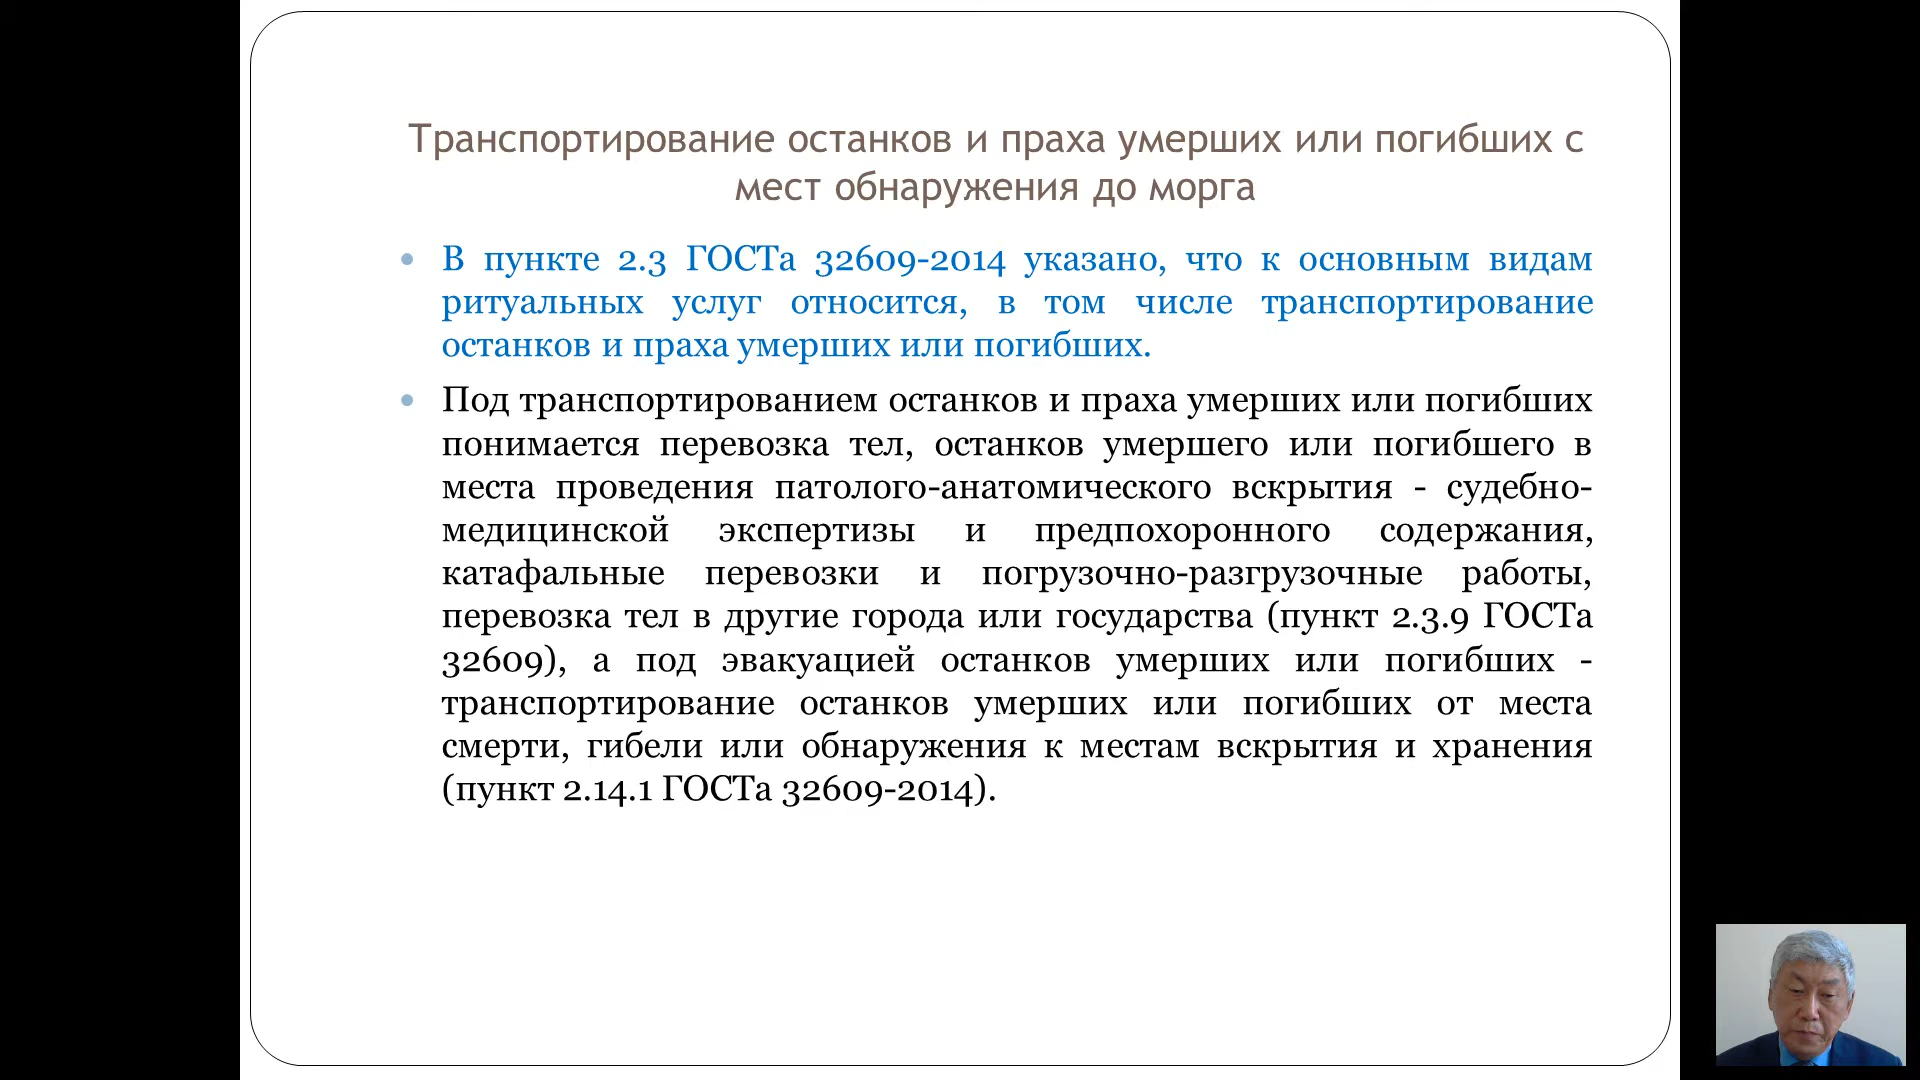 Транспортирование останков и праха умерших или погибших с
мест обнаружения до морга
В пункте 2.3 ГОСТа 32609-2014 указано, что к основным видам
ритуальных услуг относится, в том числе транспортирование
останков и праха умерших или погибших.
Под транспортированием останков и праха умерших или погибших
понимается перевозка тел, останков умершего или погибшего в
места проведения патолого-анатомического вскрытия - судебно-
медицинской экспертизы и предпохоронного содержания,
катафальные перевозки и погрузочно-разгрузочные работы,
перевозка тел в другие города или государства (пункт 2.3.9 ГОСТа
32609), а под эвакуацией останков умерших или погибших -
транспортирование останков умерших или погибших от места
смерти, гибели или обнаружения к местам вскрытия и хранения
(пункт 2.14.1 ГОСТа 32609-2014).